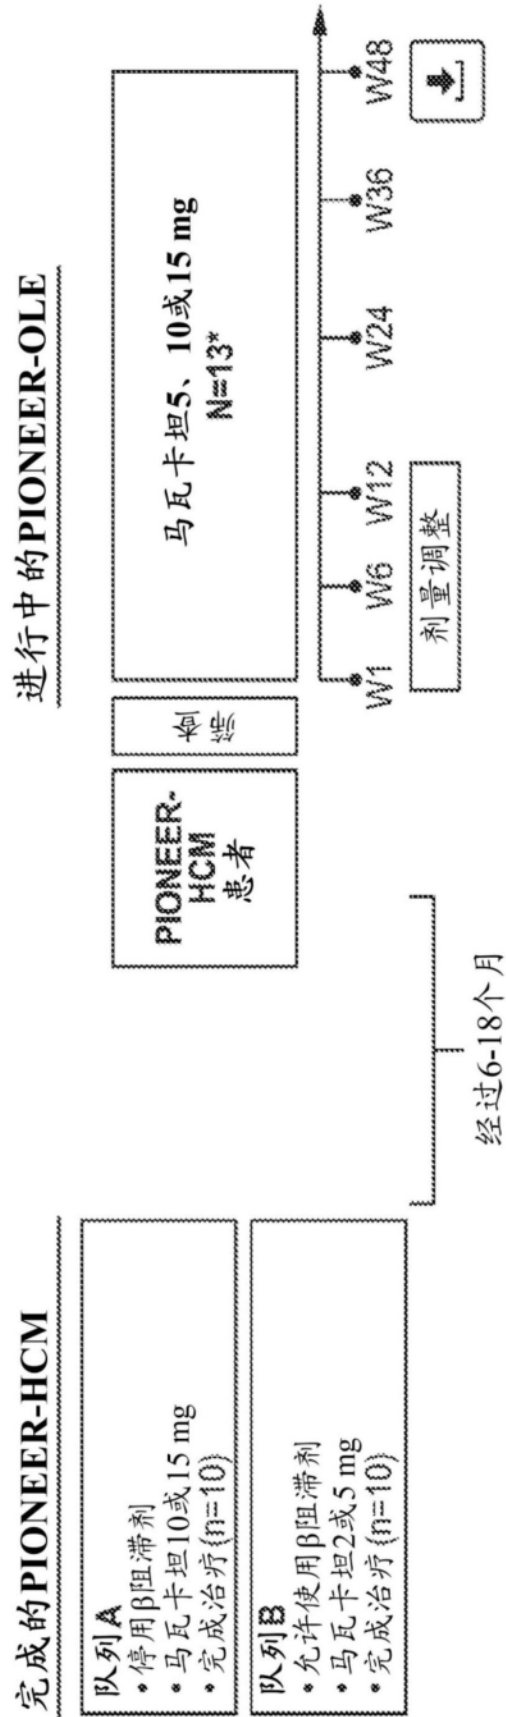 完成的PIONEER-HCM
队列A
• 停用β阻滞剂
• 马瓦卡坦10或15 mg
• 完成治疗(n=10)
队列B
• 允许使用β阻滞剂
• 马瓦卡坦2或5 mg
• 完成治疗(n=10)
经过6-18个月
进行中的PIONEER-OLE
PIONEER-
HCM
患者
筛查
马瓦卡坦5、10或15 mg
N=13*
W1 W6 W12 W24 W36 W48
剂量调整